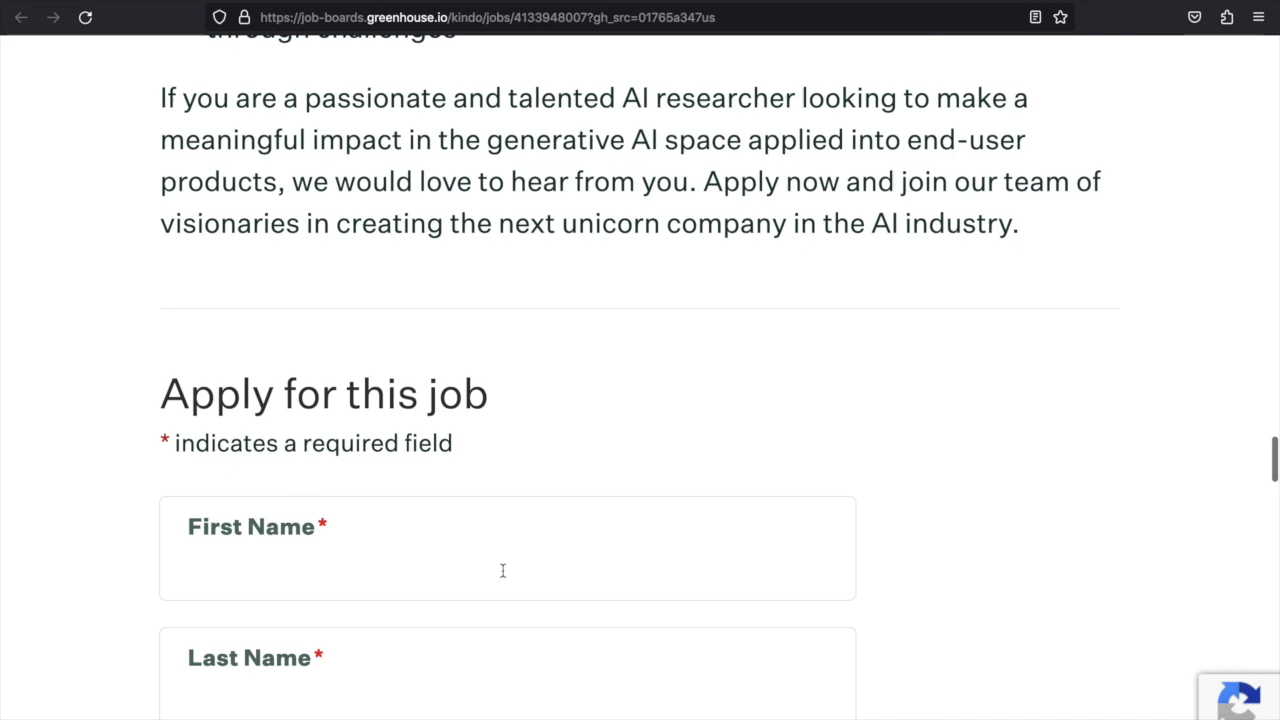 https://job-boards.greenhouse.io/kindo/jobs/4133948007?gh_src=01765a347us
through challenges
If you are a passionate and talented AI researcher looking to make a
meaningful impact in the generative AI space applied into end-user
products, we would love to hear from you. Apply now and join our team of
visionaries in creating the next unicorn company in the AI industry.
Apply for this job
* indicates a required field
First Name*
Last Name*